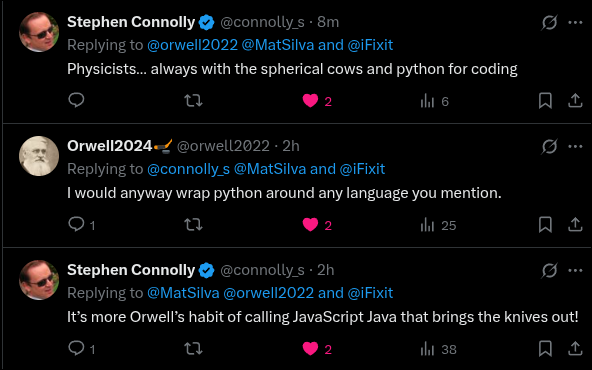 Stephen Connolly @connolly_s · 8m
Replying to @orwell2022 @MatSilva and @iFixit
Physicists... always with the spherical cows and python for coding
2 6
Orwell2024 @orwell2022 · 2h
Replying to @connolly_s @MatSilva and @iFixit
I would anyway wrap python around any language you mention.
1 2 25
Stephen Connolly @connolly_s · 2h
Replying to @MatSilva @orwell2022 and @iFixit
It’s more Orwell’s habit of calling JavaScript Java that brings the knives out!
1 2 38